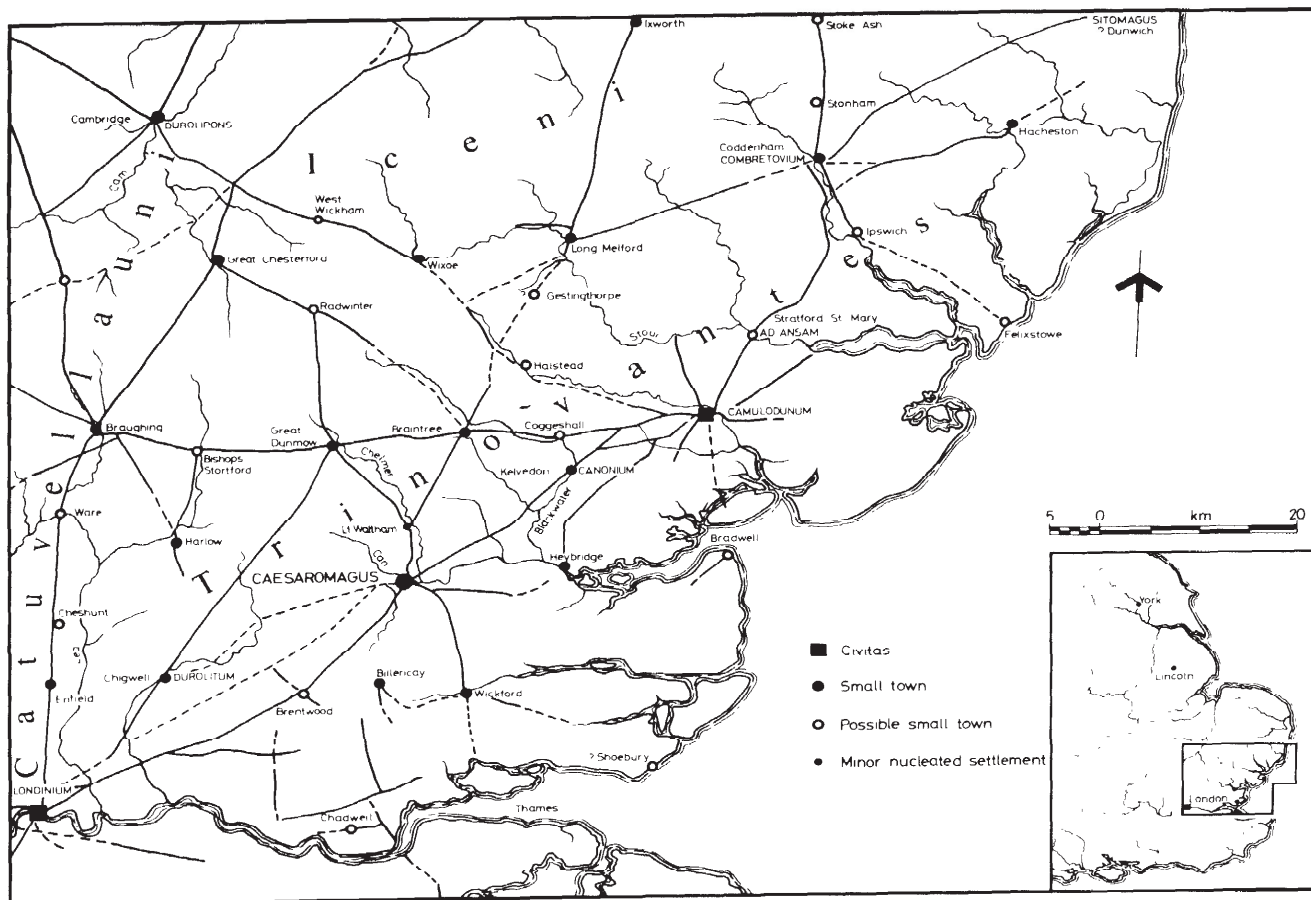 Ixworth
Stoke Ash
SITOMAGUS
? Dunwich
Cambridge
DUROLIPONS
Stonham
Hacheston
Coddenham
COMBRETOVIUM
Iceni
Cam
West
Wickham
Ipswich
Long Melford
Great Chesterford
Wixoe
Gestingthorpe
Radwinter
Stour
Stratford St. Mary
AD ANSAM
Felixstowe
Halstead
CAMULODUNUM
Braughing
Great
Dunmow
Braintree
Coggeshall
Bishops
Stortford
Chelmer
Kelvedon
CANONIUM
Ware
Lt Waltham
Blackwater
Harlow
Can
Heybridge
Bradwell
CAESAROMAGUS
Trinovantes
Catuvellauni
Cheshunt
Lea
Chigwell
DUROLITUM
Billericay
Enfield
Brentwood
Wickford
? Shoebury
LONDINIUM
Chadwell
Thames
5 0 km 20
York
Lincoln
London
Civitas
Small town
Possible small town
Minor nucleated settlement